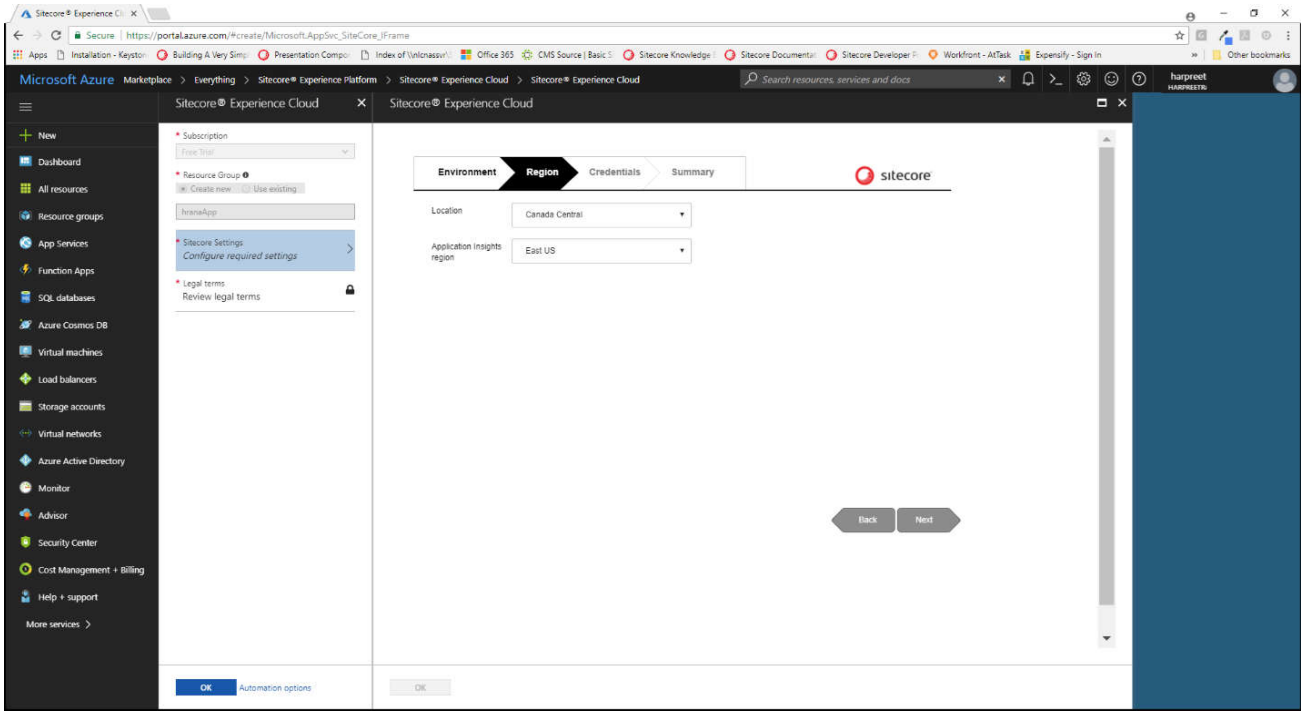 Sitecore® Experience Cl
Secure | https://portal.azure.com/#create/Microsoft.AppSvc_SiteCore_IFrame
Apps Installation - Keyston Building A Very Simp Presentation Compor Index of \\nlcnassvr\ Office 365 CMS Source | Basic S Sitecore Knowledge Sitecore Documentat Sitecore Developer P Workfront - AtTask Expensify - Sign In » Other bookmarks
Microsoft Azure Marketplace > Everything > Sitecore® Experience Platform > Sitecore® Experience Cloud > Sitecore® Experience Cloud
Search resources, services and docs
harpreet
Sitecore® Experience Cloud
Sitecore® Experience Cloud
New
Dashboard
All resources
Resource groups
App Services
Function Apps
SQL databases
Azure Cosmos DB
Virtual machines
Load balancers
Storage accounts
Virtual networks
Azure Active Directory
Monitor
Advisor
Security Center
Cost Management + Billing
Help + support
More services >
* Subscription
Free Trial
* Resource Group
Create new Use existing
hranaApp
* Sitecore Settings
Configure required settings
* Legal terms
Review legal terms
OK Automation options
Environment Region Credentials Summary
sitecore
Location Canada Central
Application Insights
region
East US
Back Next
OK